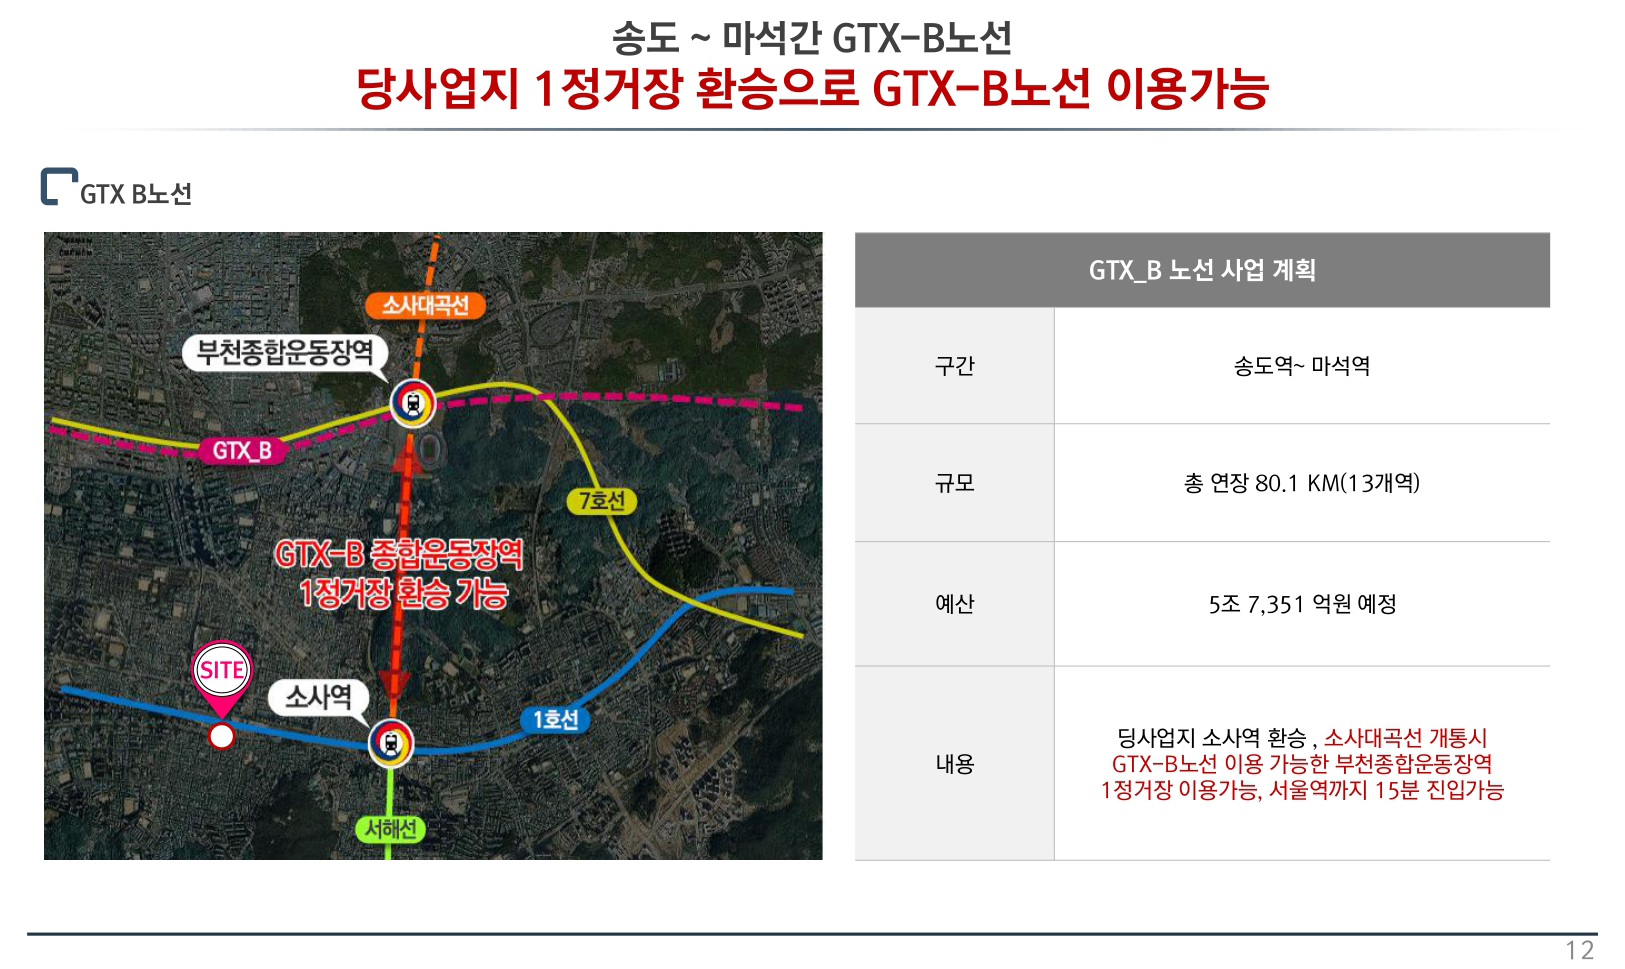 송도 ~ 마석간 GTX-B노선
당사업지 1정거장 환승으로 GTX-B노선 이용가능
GTX B노선
소사대곡선
부천종합운동장역
GTX_B
7호선
GTX-B 종합운동장역
1정거장 환승 가능
SITE
소사역
1호선
서해선
GTX_B 노선 사업 계획
구간
송도역~ 마석역
규모
총 연장 80.1 KM(13개역)
예산
5조 7,351 억원 예정
내용
딩사업지 소사역 환승 , 소사대곡선 개통시
GTX-B노선 이용 가능한 부천종합운동장역
1정거장 이용가능, 서울역까지 15분 진입가능
12